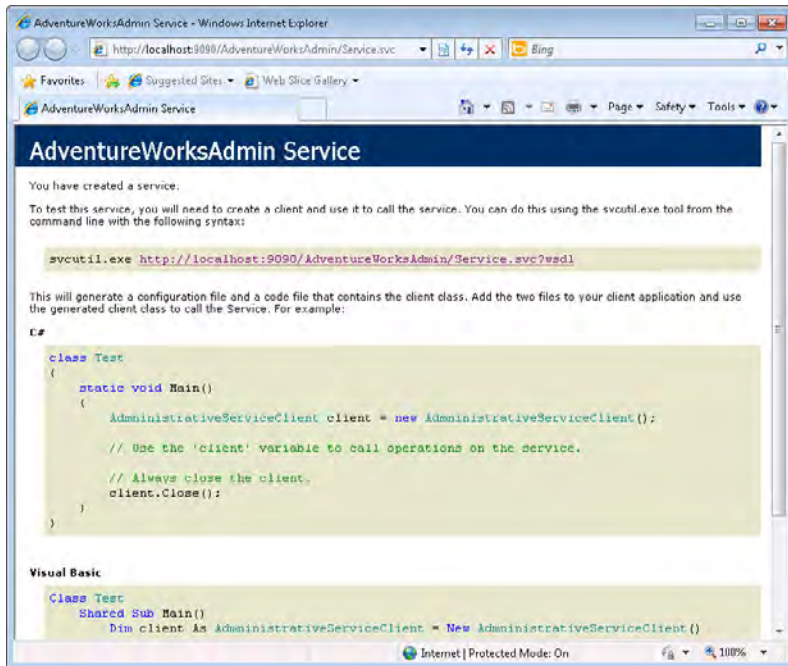 AdventureWorksAdmin Service - Windows Internet Explorer
http://localhost:9090/AdventureWorksAdmin/Service.svc
Bing
Favorites
Suggested Sites
Web Slice Gallery
AdventureWorksAdmin Service
Page
Safety
Tools
AdventureWorksAdmin Service
You have created a service.
To test this service, you will need to create a client and use it to call the service. You can do this using the svcutil.exe tool from the
command line with the following syntax:
svcutil.exe http://localhost:9090/AdventureWorksAdmin/Service.svc?wsdl
This will generate a configuration file and a code file that contains the client class. Add the two files to your client application and use
the generated client class to call the Service. For example:
C#
class Test
{
static void Main()
{
AdmninistrativeServiceClient client = new AdmninistrativeServiceClient();
// Use the 'client' variable to call operations on the service.
// Always close the client.
client.Close();
}
}
Visual Basic
Class Test
Shared Sub Main()
Dim client As AdmninistrativeServiceClient = New AdmninistrativeServiceClient()
Internet | Protected Mode: On
100%